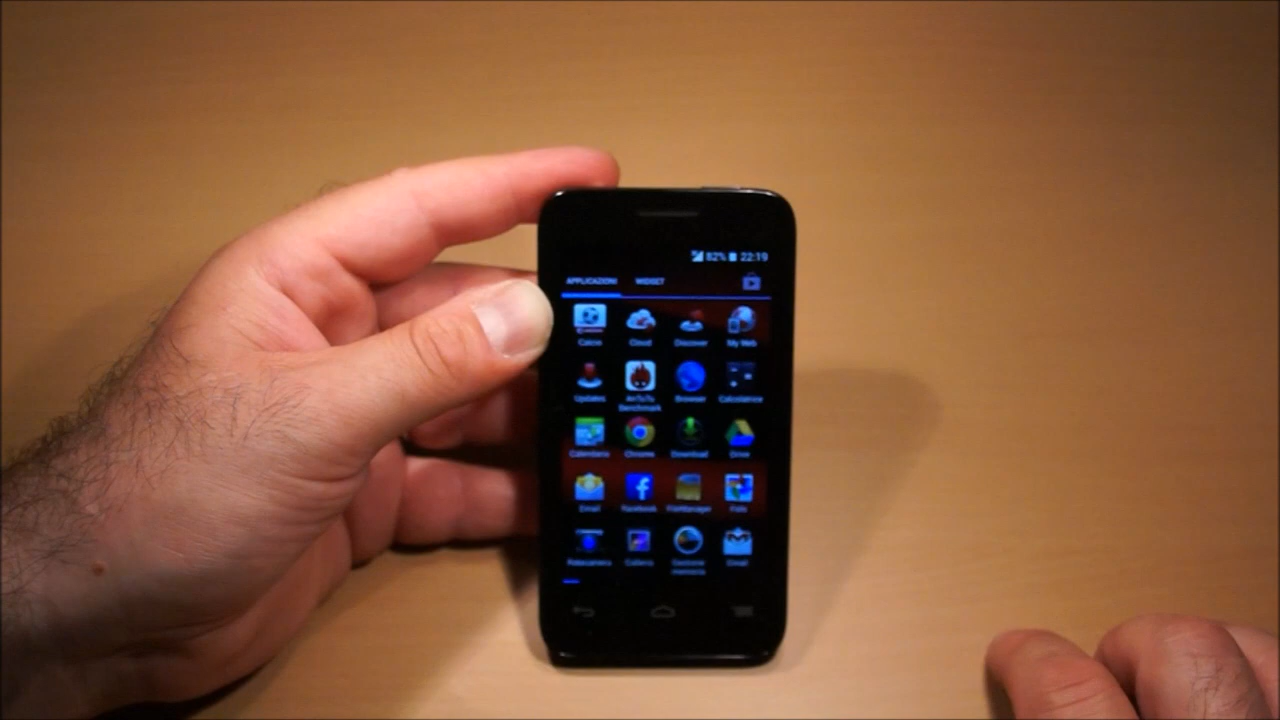 82% 22:19
APPLICAZIONI WIDGET
Calcio Cloud Discover My Web
Updates AnTuTu Benchmark Browser Calcolatrice
Calendario Chrome Download Drive
Email Facebook FileManager Foto
Fotocamera Galleria Gestione memoria Gmail